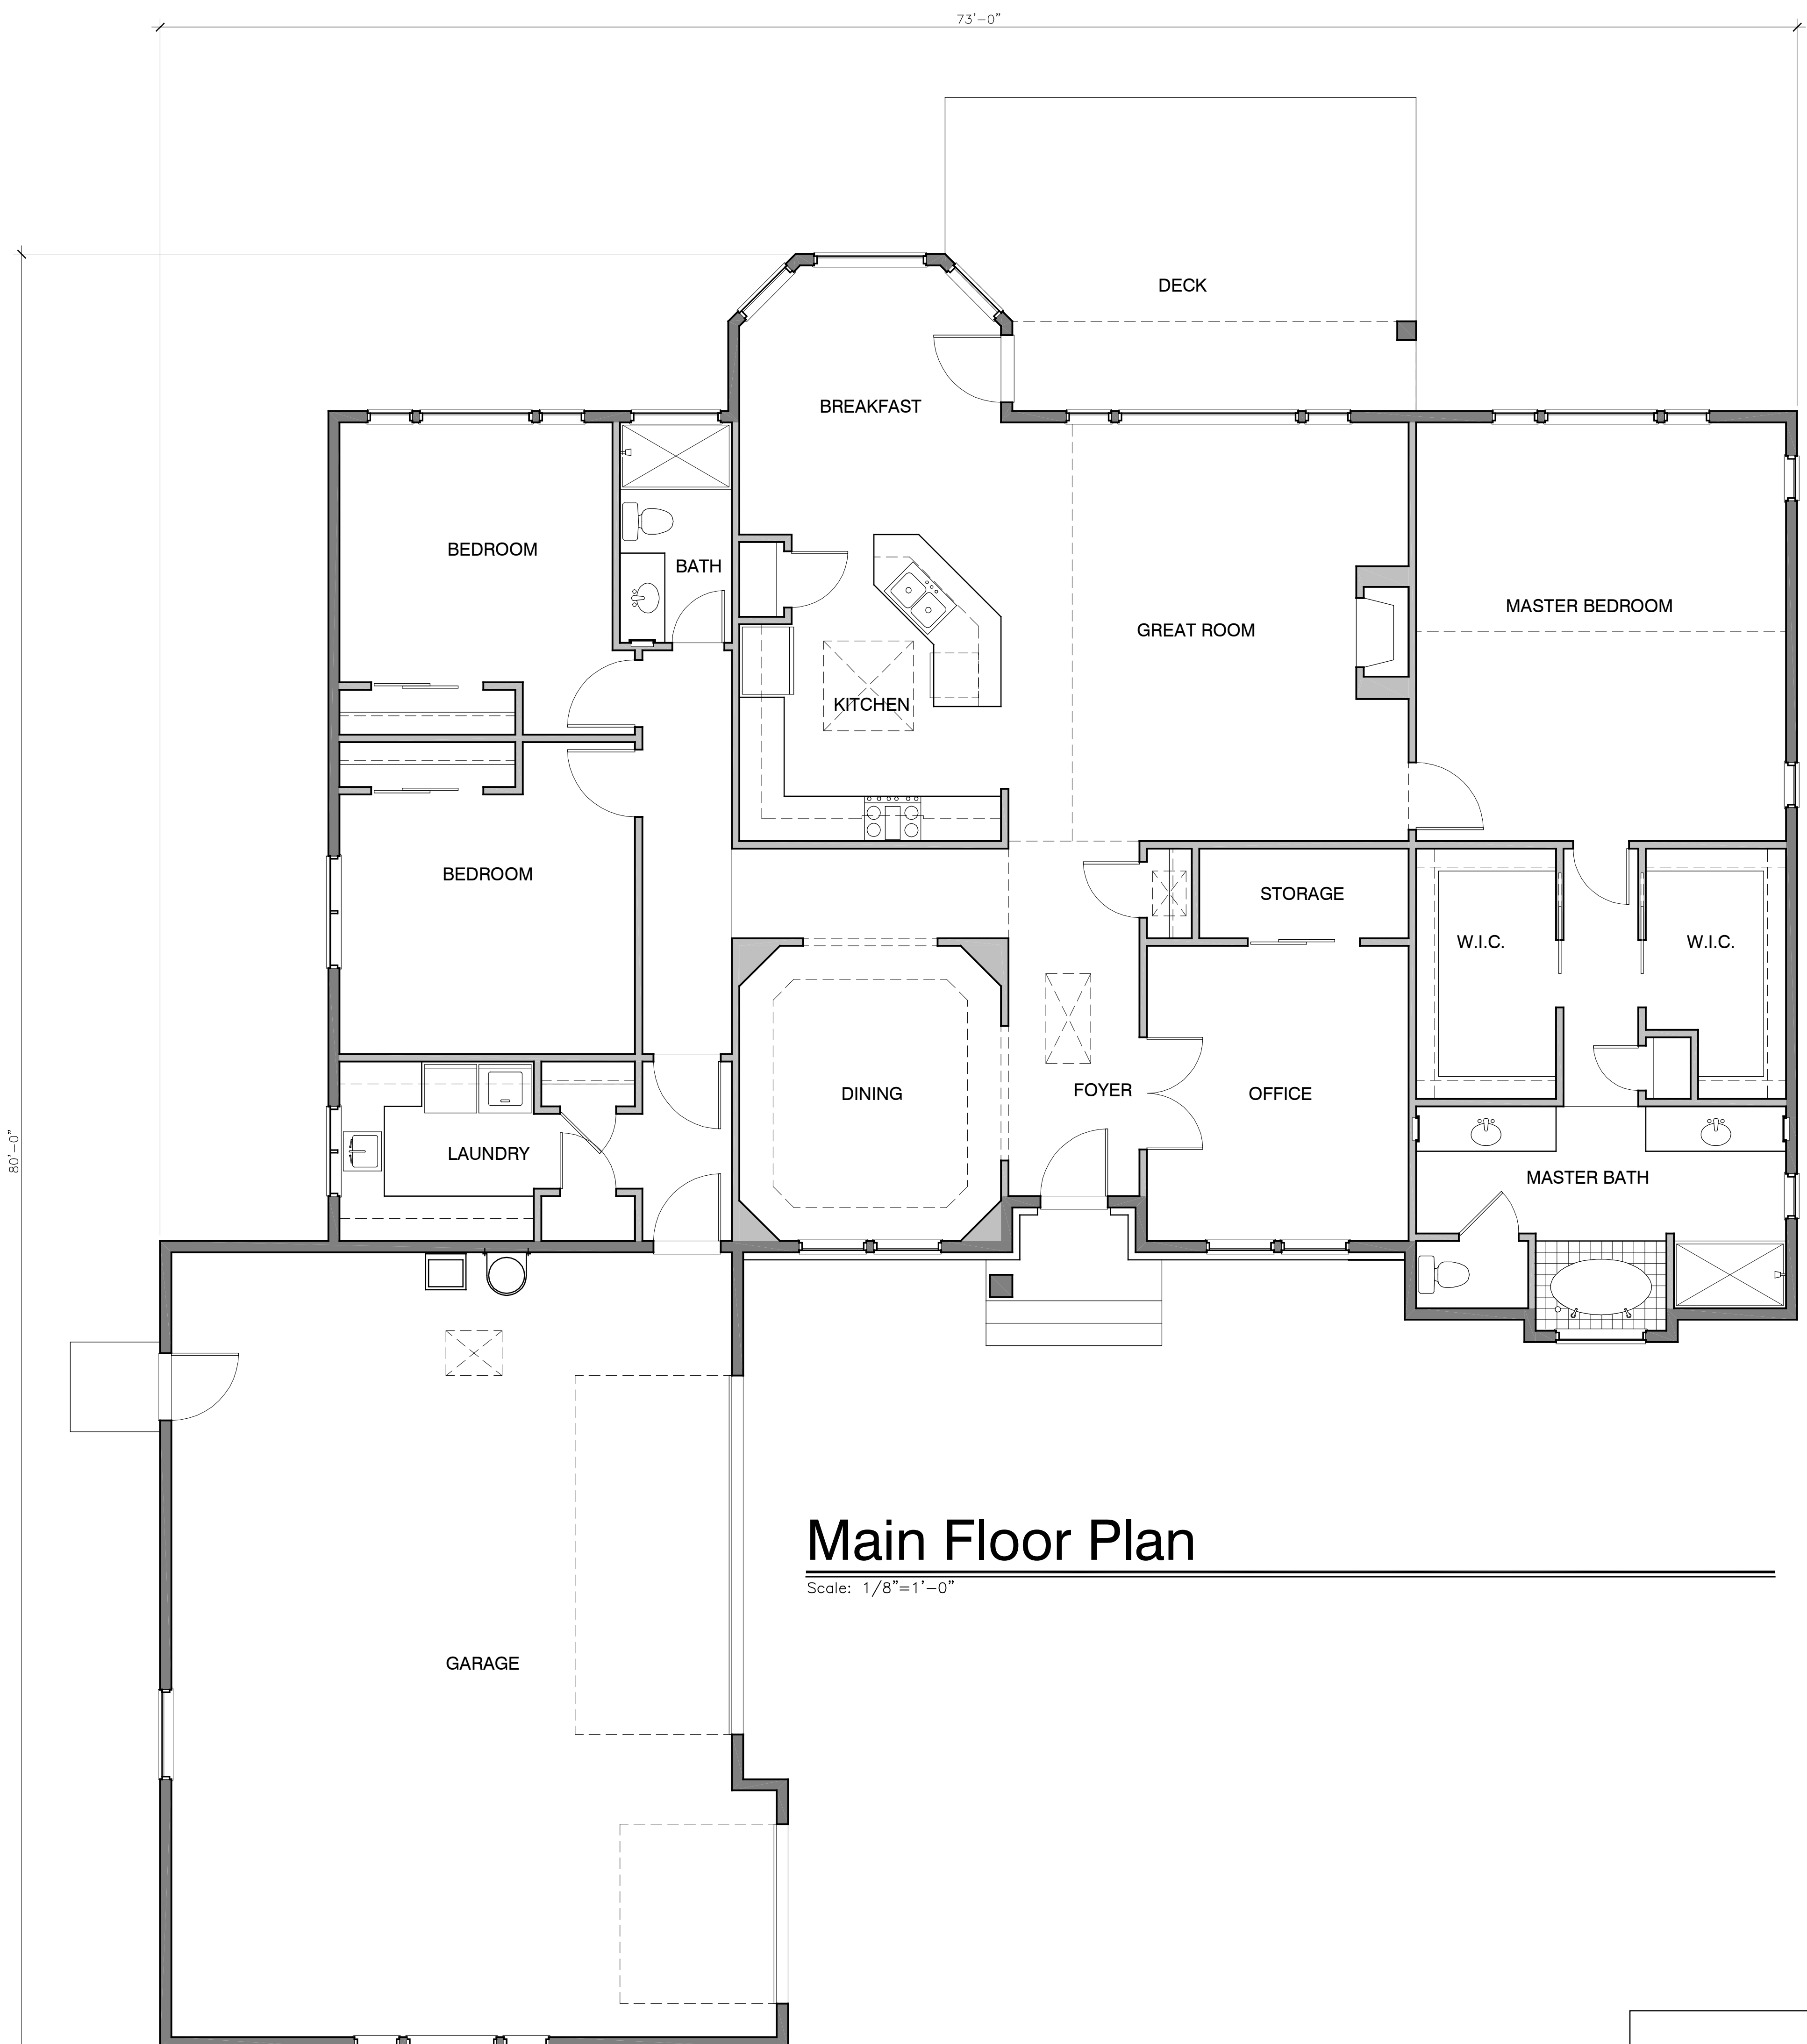 73'-0"
DECK
BREAKFAST
BEDROOM
BATH
MASTER BEDROOM
GREAT ROOM
KITCHEN
BEDROOM
STORAGE
W.I.C.
W.I.C.
DINING
FOYER
OFFICE
LAUNDRY
80'-0"
MASTER BATH
Main Floor Plan
Scale: 1/8"=1'-0"
GARAGE